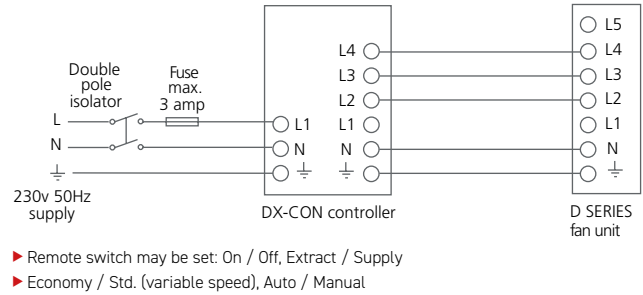 Double
pole
isolator
Fuse
max.
3 amp
L
N
230v 50Hz
supply
L1
N
L4
L3
L2
L1
N
DX-CON controller
L5
L4
L3
L2
L1
N
D SERIES
fan unit
▶ Remote switch may be set: On / Off, Extract / Supply
▶ Economy / Std. (variable speed), Auto / Manual